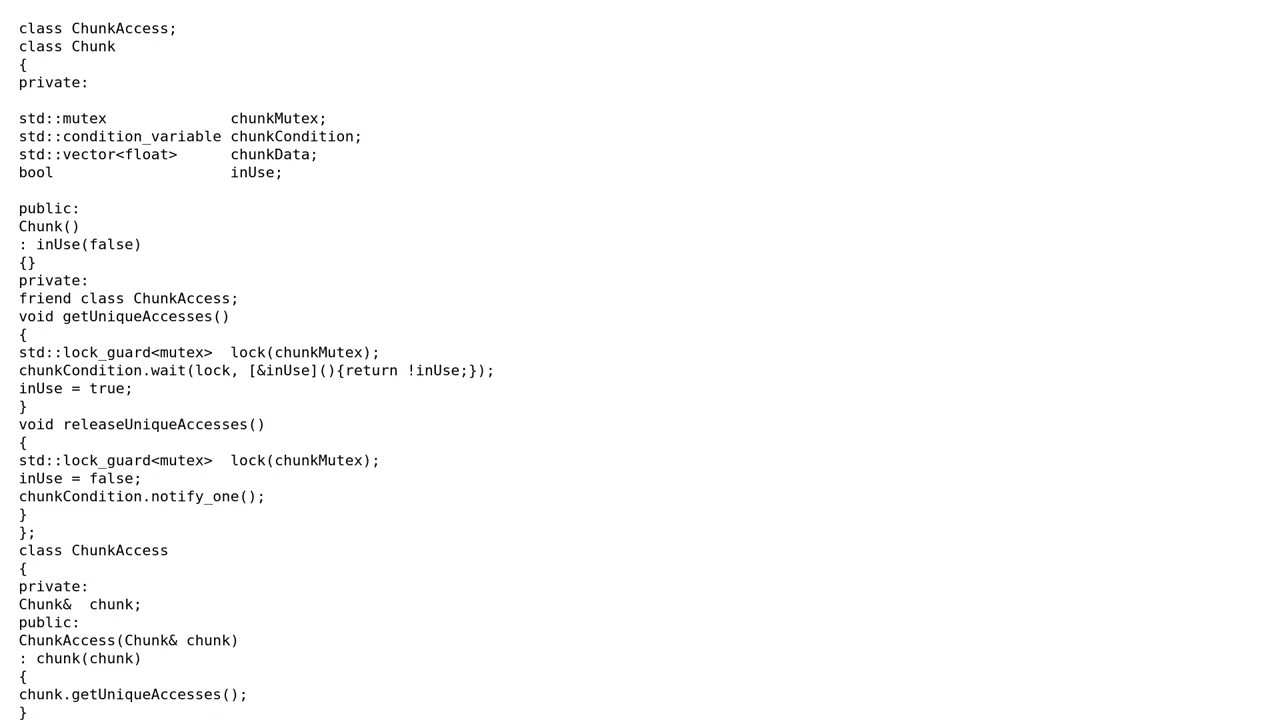 class ChunkAccess;
class Chunk
{
private:
std::mutex              chunkMutex;
std::condition_variable chunkCondition;
std::vector<float>      chunkData;
bool                    inUse;
public:
Chunk()
: inUse(false)
{}
private:
friend class ChunkAccess;
void getUniqueAccesses()
{
std::lock_guard<mutex>  lock(chunkMutex);
chunkCondition.wait(lock, [&inUse](){return !inUse;});
inUse = true;
}
void releaseUniqueAccesses()
{
std::lock_guard<mutex>  lock(chunkMutex);
inUse = false;
chunkCondition.notify_one();
}
};
class ChunkAccess
{
private:
Chunk&  chunk;
public:
ChunkAccess(Chunk& chunk)
: chunk(chunk)
{
chunk.getUniqueAccesses();
}